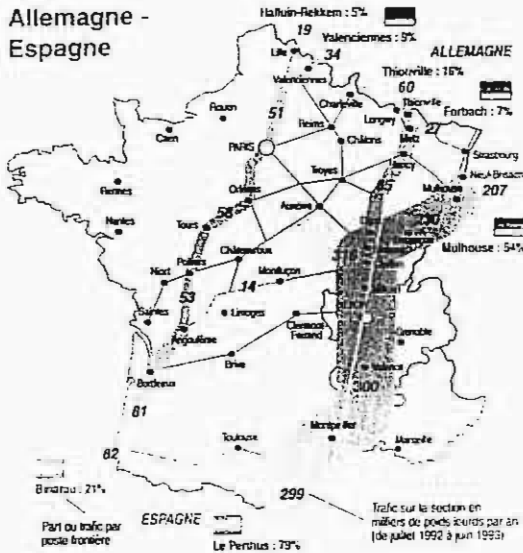 Allemagne -
Espagne
Halluin-Rekkem : 5%
19
Valenciennes : 9%
34
ALLEMAGNE
Lille
Valenciennes
Thionville : 16%
60
Charleville
Longwy
Thionville
Forbach : 7%
Rouen
51
Reims
Metz
27
Caen
Châlons
PARIS
Nancy
Strasbourg
Troyes
85
Neuf-Brisach
Rennes
Orléans
Mulhouse
207
Auxerre
Nantes
58
Tours
130
Mulhouse : 54%
Châteauroux
Poitiers
Niort
Montluçon
14
53
Saintes
Limoges
Clermont
Ferrand
Angoulême
Grenoble
Brive
Valence
Bordeaux
300
81
Montpellier
Toulouse
Marseille
82
Biriatou : 21%
299
Part du trafic par
poste frontière
ESPAGNE
Le Perthus : 79%
Trafic sur la section en
milliers de poids lourds par an
(de juillet 1992 à juin 1993)